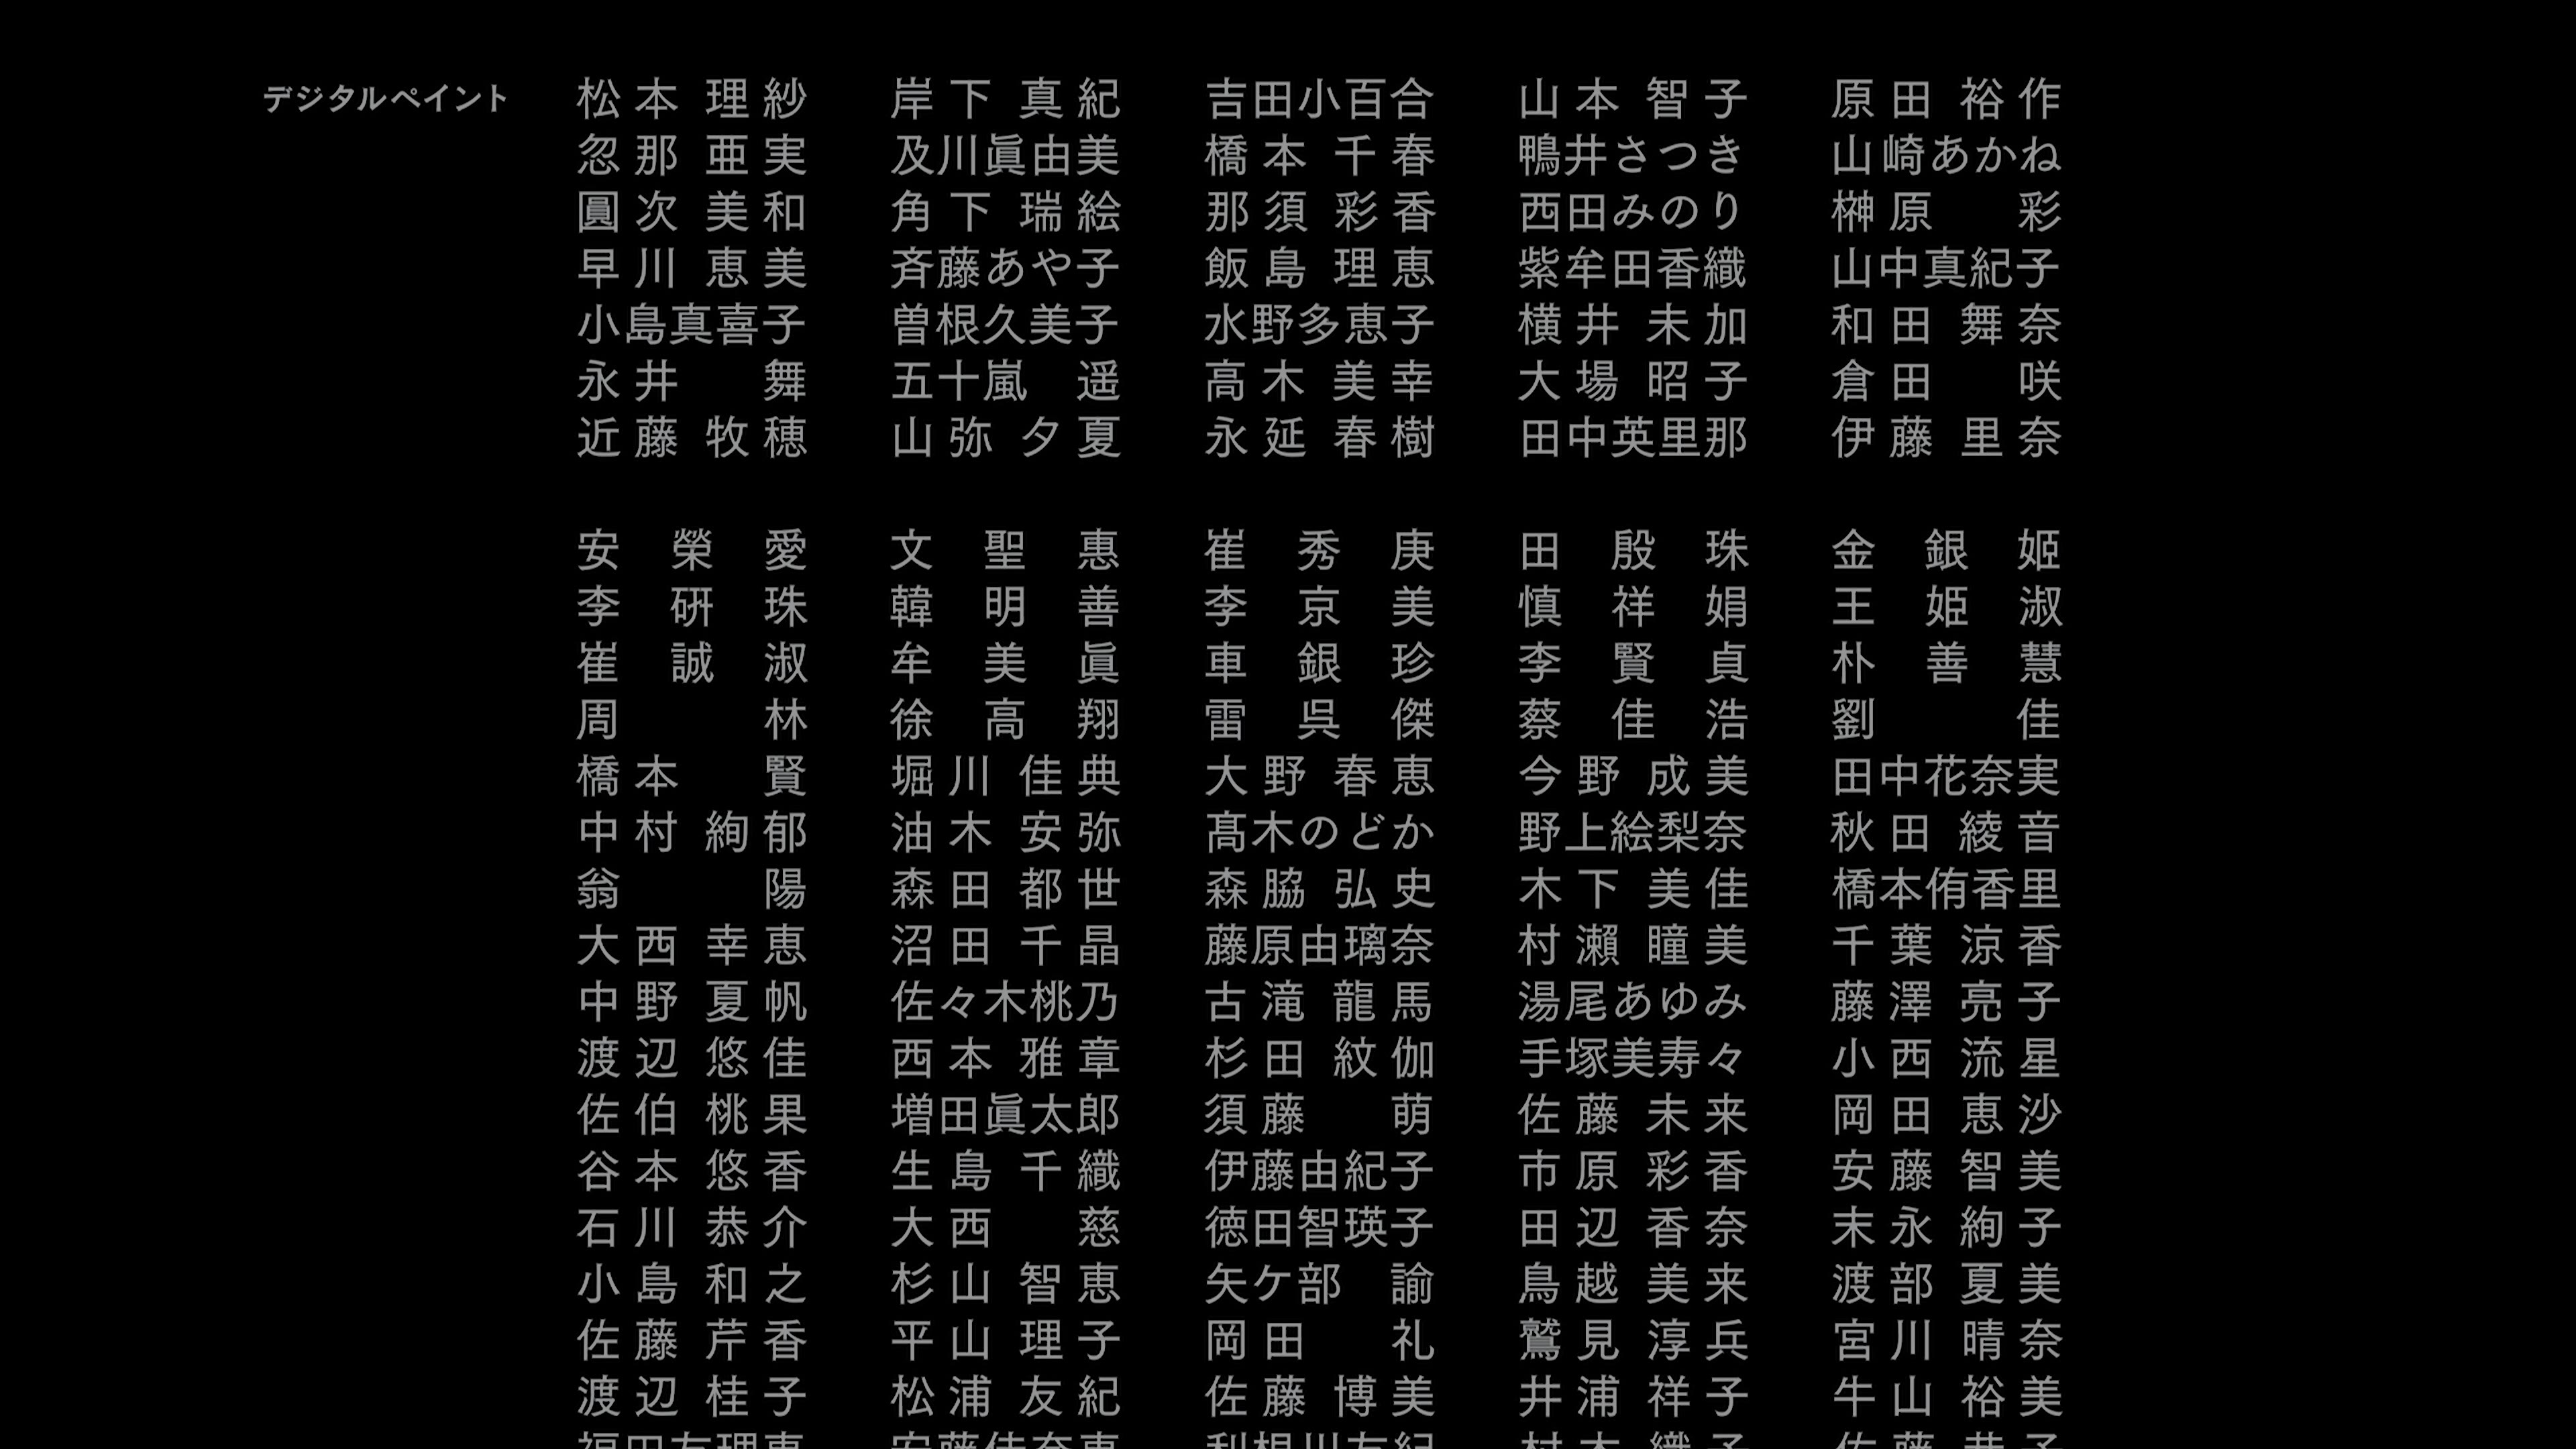 デジタルペイント 松本理紗 岸下真紀 吉田小百合 山本智子 原田裕作
忽那亜実 及川眞由美 橋本千春 鴨井さつき 山崎あかね
圓次美和 角下瑞絵 那須彩香 西田みのり 榊原彩
早川恵美 斉藤あや子 飯島理恵 紫牟田香織 山中真紀子
小島真喜子 曽根久美子 水野多恵子 横井未加 和田舞奈
永井舞 五十嵐遥 高木美幸 大場昭子 倉田咲
近藤牧穂 山弥夕夏 永延春樹 田中英里那 伊藤里奈
安榮愛 文聖惠 崔秀庚 田殷珠 金銀姫
李硏珠 韓明善 李京美 慎祥娟 王姫淑
崔誠淑 牟美眞 車銀珍 李賢貞 朴善慧
周林 徐高翔 雷呉傑 蔡佳浩 劉佳
橋本賢 堀川佳典 大野春恵 今野成美 田中花奈実
中村絢郁 油木安弥 髙木のどか 野上絵梨奈 秋田綾音
翁陽 森田都世 森脇弘史 木下美佳 橋本侑香里
大西幸恵 沼田千晶 藤原由璃奈 村瀬瞳美 千葉涼香
中野夏帆 佐々木桃乃 古滝龍馬 湯尾あゆみ 藤澤亮子
渡辺悠佳 西本雅章 杉田紋伽 手塚美寿々 小西流星
佐伯桃果 増田眞太郎 須藤萌 佐藤未来 岡田恵沙
谷本悠香 生島千織 伊藤由紀子 市原彩香 安藤智美
石川恭介 大西慈 徳田智瑛子 田辺香奈 末永絢子
小島和之 杉山智恵 矢ケ部諭 鳥越美来 渡部夏美
佐藤芹香 平山理子 岡田礼 鷲見淳兵 宮川晴奈
渡辺桂子 松浦友紀 佐藤博美 井浦祥子 牛山裕美